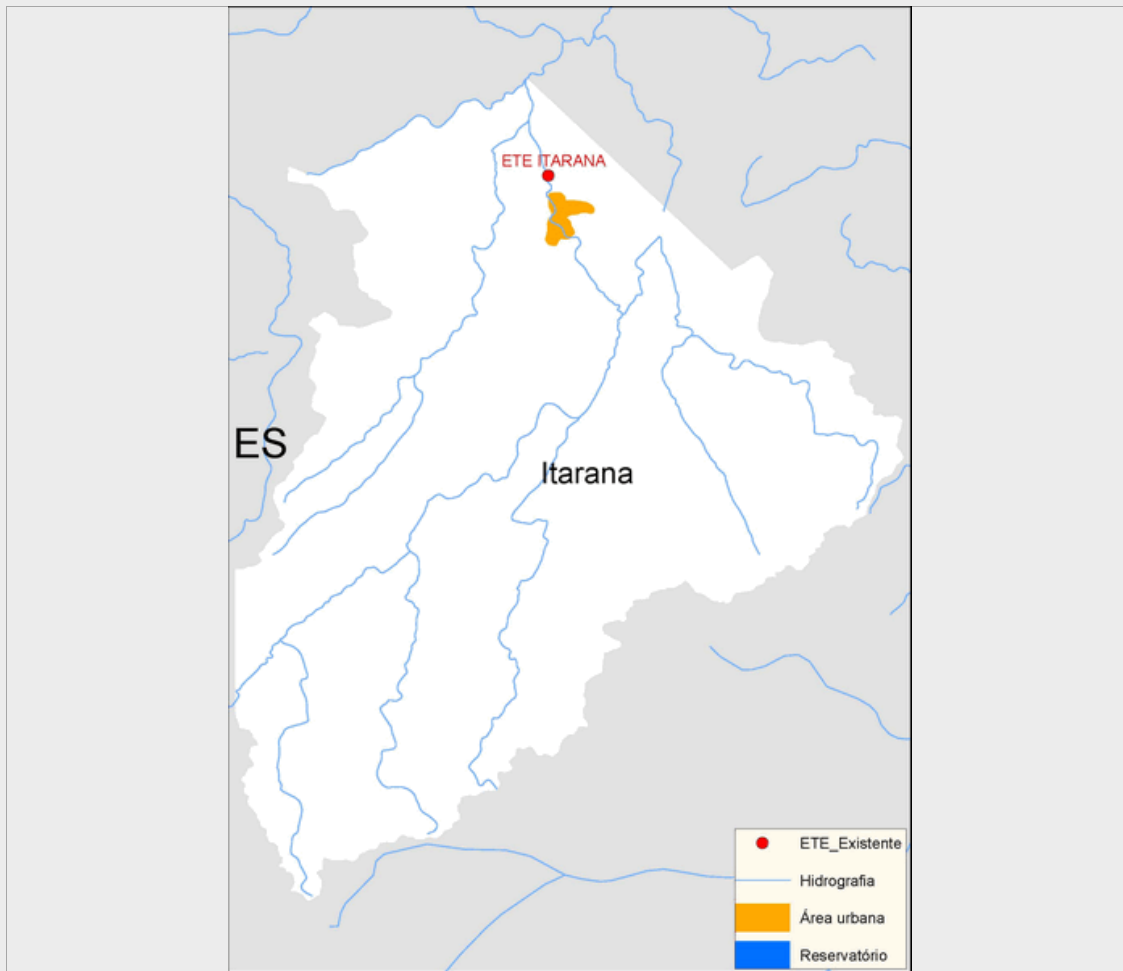 ETE ITARANA
ES
Itarana
ETE_Existente
Hidrografia
Área urbana
Reservatório